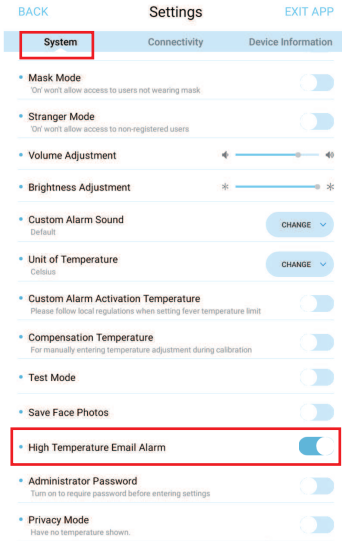 BACK Settings EXIT APP
System Connectivity Device Information
Mask Mode
'On' won't allow access to users not wearing mask
Stranger Mode
'On' won't allow access to non-registered users
Volume Adjustment
Brightness Adjustment
Custom Alarm Sound
Default
CHANGE
Unit of Temperature
Celsius
CHANGE
Custom Alarm Activation Temperature
Please follow local regulations when setting fever temperature limit
Compensation Temperature
For manually entering temperature adjustment during calibration
Test Mode
Save Face Photos
High Temperature Email Alarm
Administrator Password
Turn on to require password before entering settings
Privacy Mode
Have no temperature shown.